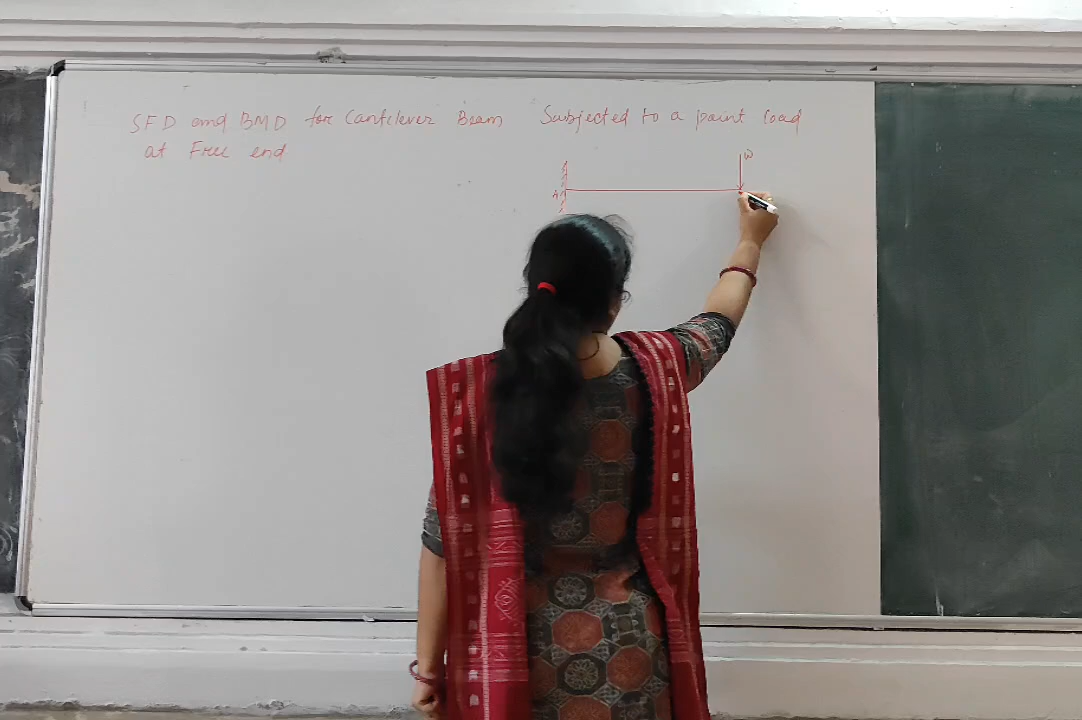 SFD and BMD for Cantilever Beam Subjected to a point load
at Free end
W
A